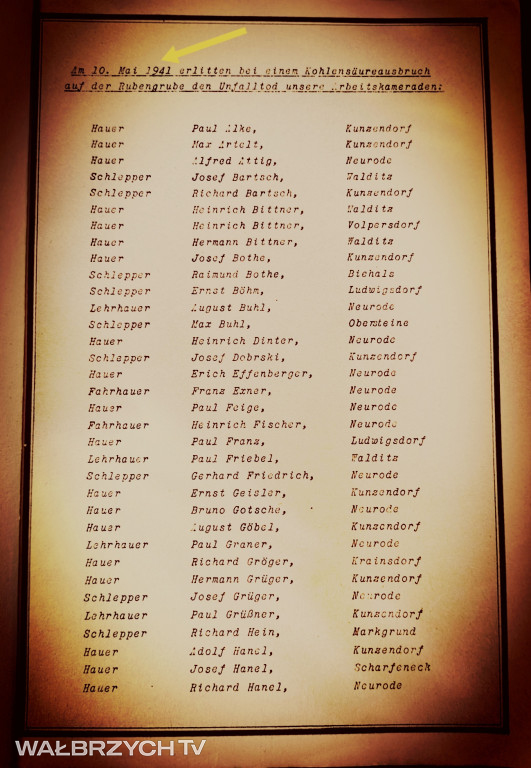 Am 10. Mai 1941 erlitten bei einem Kohlensäureausbruch
auf der Rubengrube den Unfalltod unsere Arbeitskameraden:
Hauer Paul Alke, Kunzendorf
Hauer Max Artelt, Kunzendorf
Hauer Alfred Attig, Neurode
Schlepper Josef Bartsch, Walditz
Schlepper Richard Bartsch, Kunzendorf
Hauer Heinrich Bittner, Walditz
Hauer Heinrich Bittner, Volpersdorf
Hauer Hermann Bittner, Walditz
Hauer Josef Bothe, Kunzendorf
Schlepper Raimund Bothe, Biehals
Schlepper Ernst Böhm, Ludwigsdorf
Lehrhauer August Buhl, Neurode
Schlepper Max Buhl, Obersteine
Hauer Heinrich Dinter, Neurode
Schlepper Josef Dobrski, Kunzendorf
Hauer Erich Effenberger, Neurode
Fahrhauer Franz Exner, Neurode
Hauer Paul Feige, Neurode
Fahrhauer Heinrich Fischer, Neurode
Hauer Paul Franz, Ludwigsdorf
Lehrhauer Paul Friebel, Walditz
Schlepper Gerhard Friedrich, Neurode
Hauer Ernst Geisler, Kunzendorf
Hauer Bruno Gotsche, Neurode
Hauer August Göbel, Kunzendorf
Lehrhauer Paul Graner, Neurode
Hauer Richard Gröger, Krainsdorf
Hauer Hermann Grüger, Kunzendorf
Schlepper Josef Grüger, Neurode
Lehrhauer Paul Grüßner, Kunzendorf
Schlepper Richard Hein, Markgrund
Hauer Adolf Hanel, Kunzendorf
Hauer Josef Hanel, Scharfeneck
Hauer Richard Hanel, Neurode
WAŁBRZYCH TV